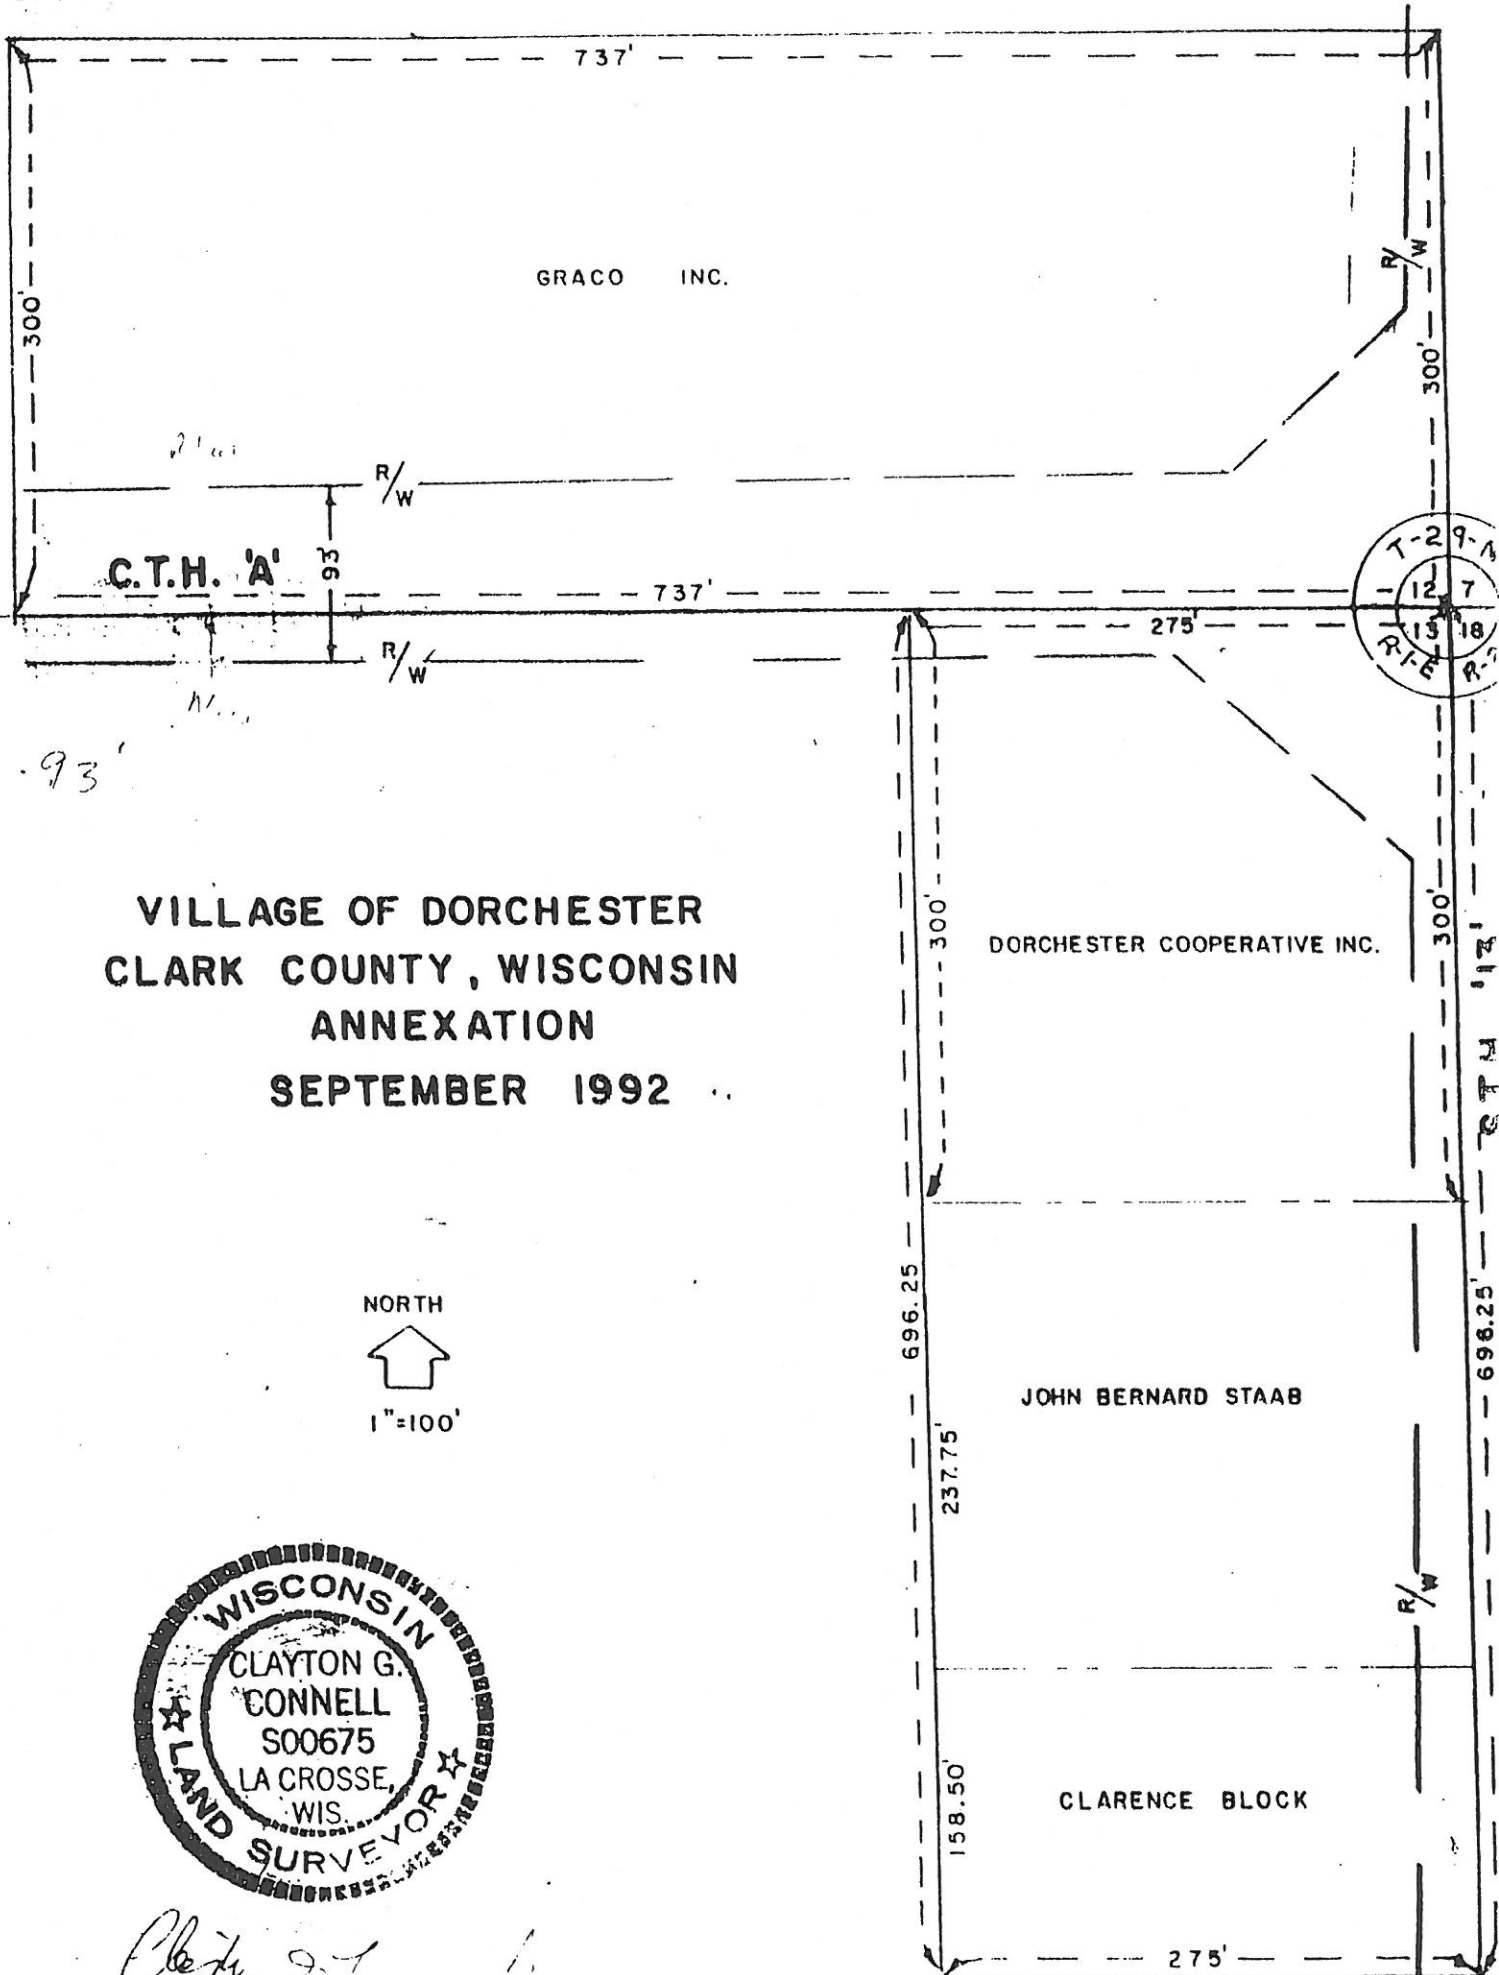 737'
300'
GRACO INC.
R/W
300'
R/W
C.T.H. 'A'
93'
737'
T-29-N
12 7
13 18
R-1-E
275'
R/W
.93'
VILLAGE OF DORCHESTER
CLARK COUNTY, WISCONSIN
ANNEXATION
SEPTEMBER 1992
300'
DORCHESTER COOPERATIVE INC.
300'
CTH
696.25
696.25'
NORTH
1"=100'
JOHN BERNARD STAAB
237.75'
R/W
WISCONSIN
LAND SURVEYOR
CLAYTON G.
CONNELL
S00675
LA CROSSE,
WIS.
158.50'
CLARENCE BLOCK
275'